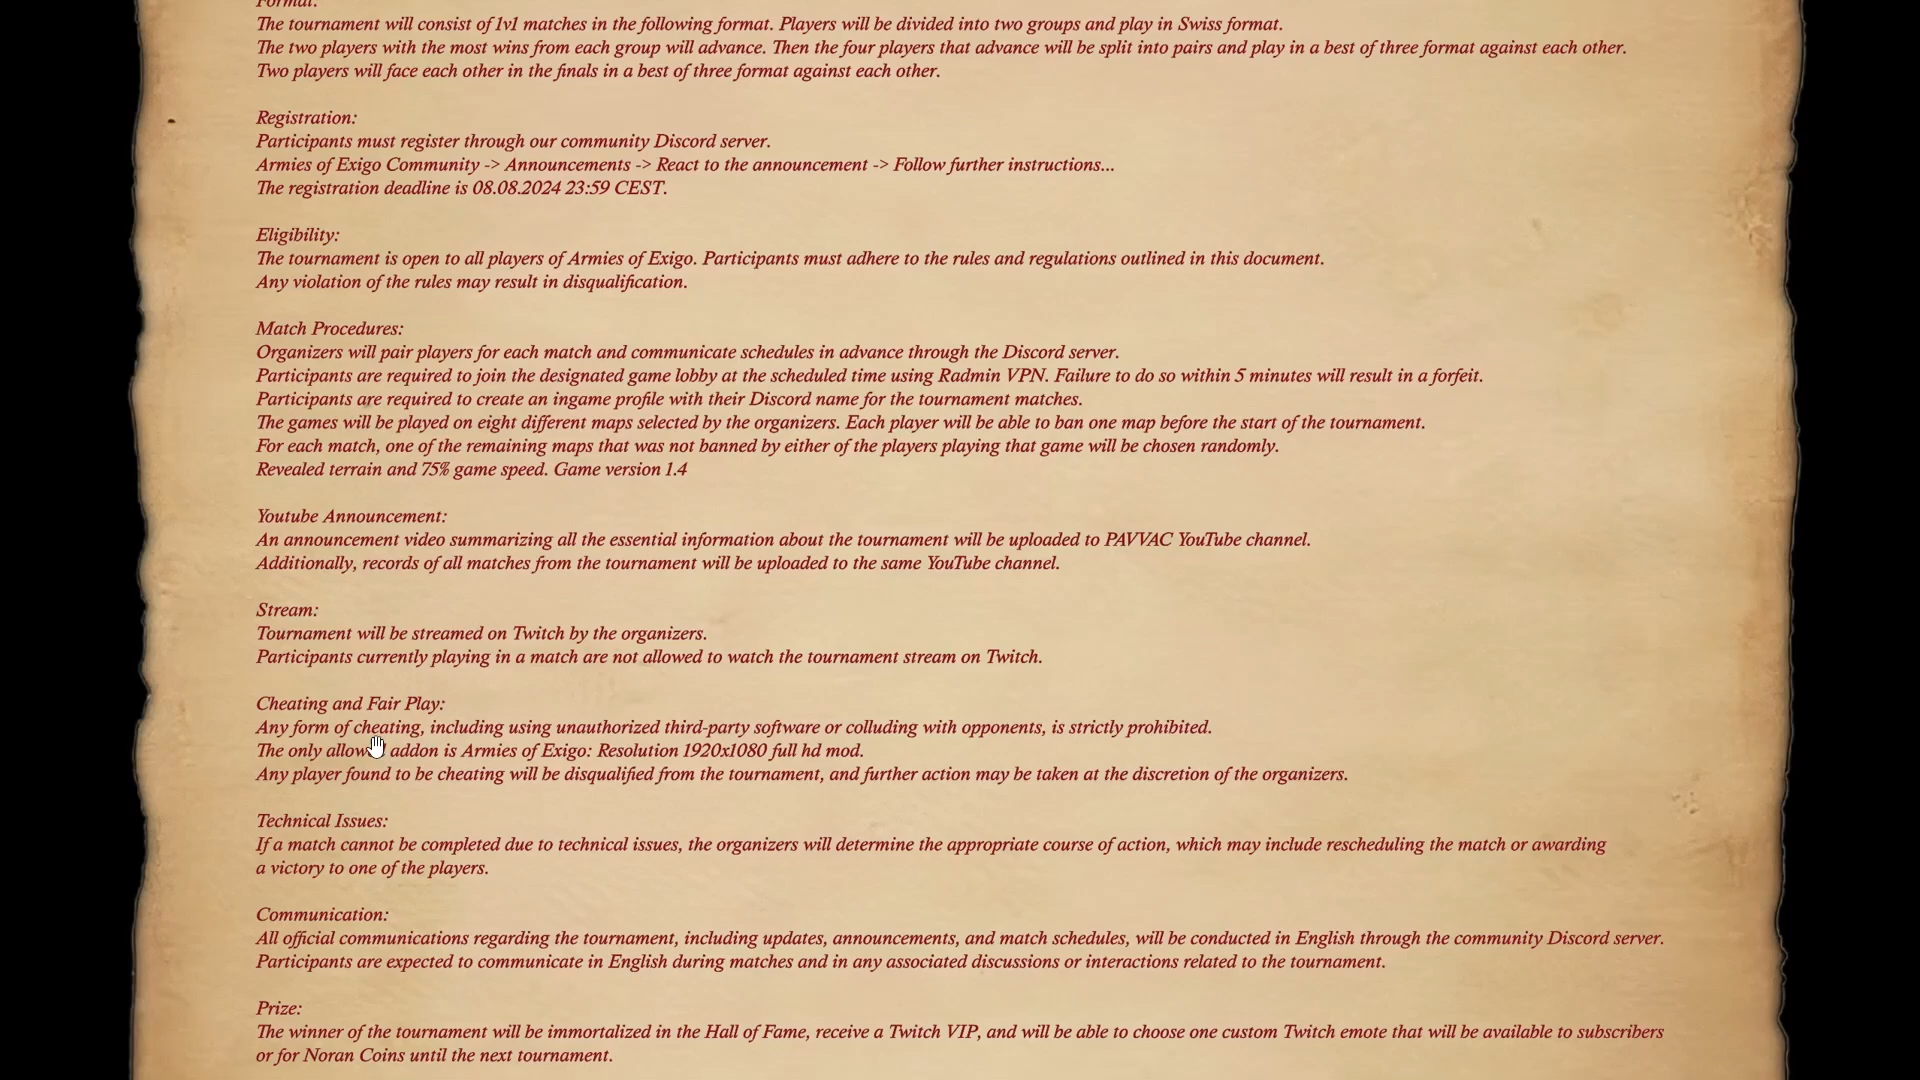 Format:
The tournament will consist of 1v1 matches in the following format. Players will be divided into two groups and play in Swiss format.
The two players with the most wins from each group will advance. Then the four players that advance will be split into pairs and play in a best of three format against each other.
Two players will face each other in the finals in a best of three format against each other.
Registration:
Participants must register through our community Discord server.
Armies of Exigo Community -> Announcements -> React to the announcement -> Follow further instructions...
The registration deadline is 08.08.2024 23:59 CEST.
Eligibility:
The tournament is open to all players of Armies of Exigo. Participants must adhere to the rules and regulations outlined in this document.
Any violation of the rules may result in disqualification.
Match Procedures:
Organizers will pair players for each match and communicate schedules in advance through the Discord server.
Participants are required to join the designated game lobby at the scheduled time using Radmin VPN. Failure to do so within 5 minutes will result in a forfeit.
Participants are required to create an ingame profile with their Discord name for the tournament matches.
The games will be played on eight different maps selected by the organizers. Each player will be able to ban one map before the start of the tournament.
For each match, one of the remaining maps that was not banned by either of the players playing that game will be chosen randomly.
Revealed terrain and 75% game speed. Game version 1.4
Youtube Announcement:
An announcement video summarizing all the essential information about the tournament will be uploaded to PAVVAC YouTube channel.
Additionally, records of all matches from the tournament will be uploaded to the same YouTube channel.
Stream:
Tournament will be streamed on Twitch by the organizers.
Participants currently playing in a match are not allowed to watch the tournament stream on Twitch.
Cheating and Fair Play:
Any form of cheating, including using unauthorized third-party software or colluding with opponents, is strictly prohibited.
The only allowed addon is Armies of Exigo: Resolution 1920x1080 full hd mod.
Any player found to be cheating will be disqualified from the tournament, and further action may be taken at the discretion of the organizers.
Technical Issues:
If a match cannot be completed due to technical issues, the organizers will determine the appropriate course of action, which may include rescheduling the match or awarding
a victory to one of the players.
Communication:
All official communications regarding the tournament, including updates, announcements, and match schedules, will be conducted in English through the community Discord server.
Participants are expected to communicate in English during matches and in any associated discussions or interactions related to the tournament.
Prize:
The winner of the tournament will be immortalized in the Hall of Fame, receive a Twitch VIP, and will be able to choose one custom Twitch emote that will be available to subscribers
or for Noran Coins until the next tournament.